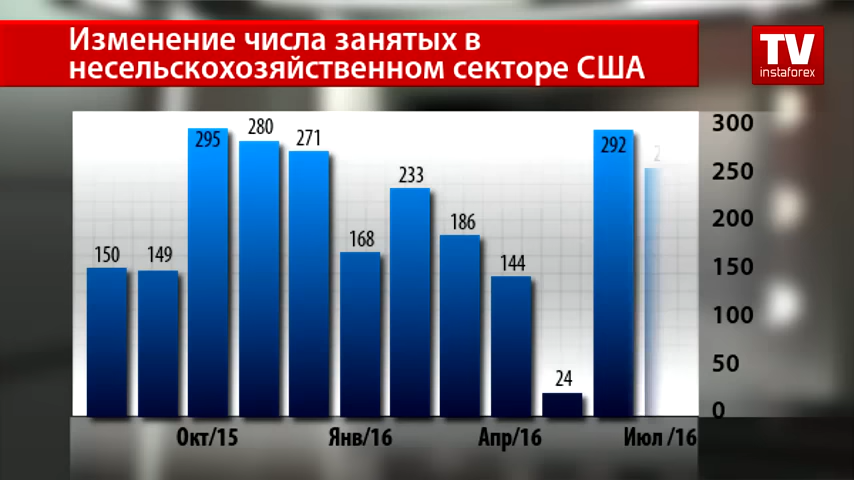 Изменение числа занятых в
несельскохозяйственном секторе США
TV
instaforex
300
250
200
150
100
50
0
150
149
295
280
271
168
233
186
144
24
292
Окт/15
Янв/16
Апр/16
Июл /16